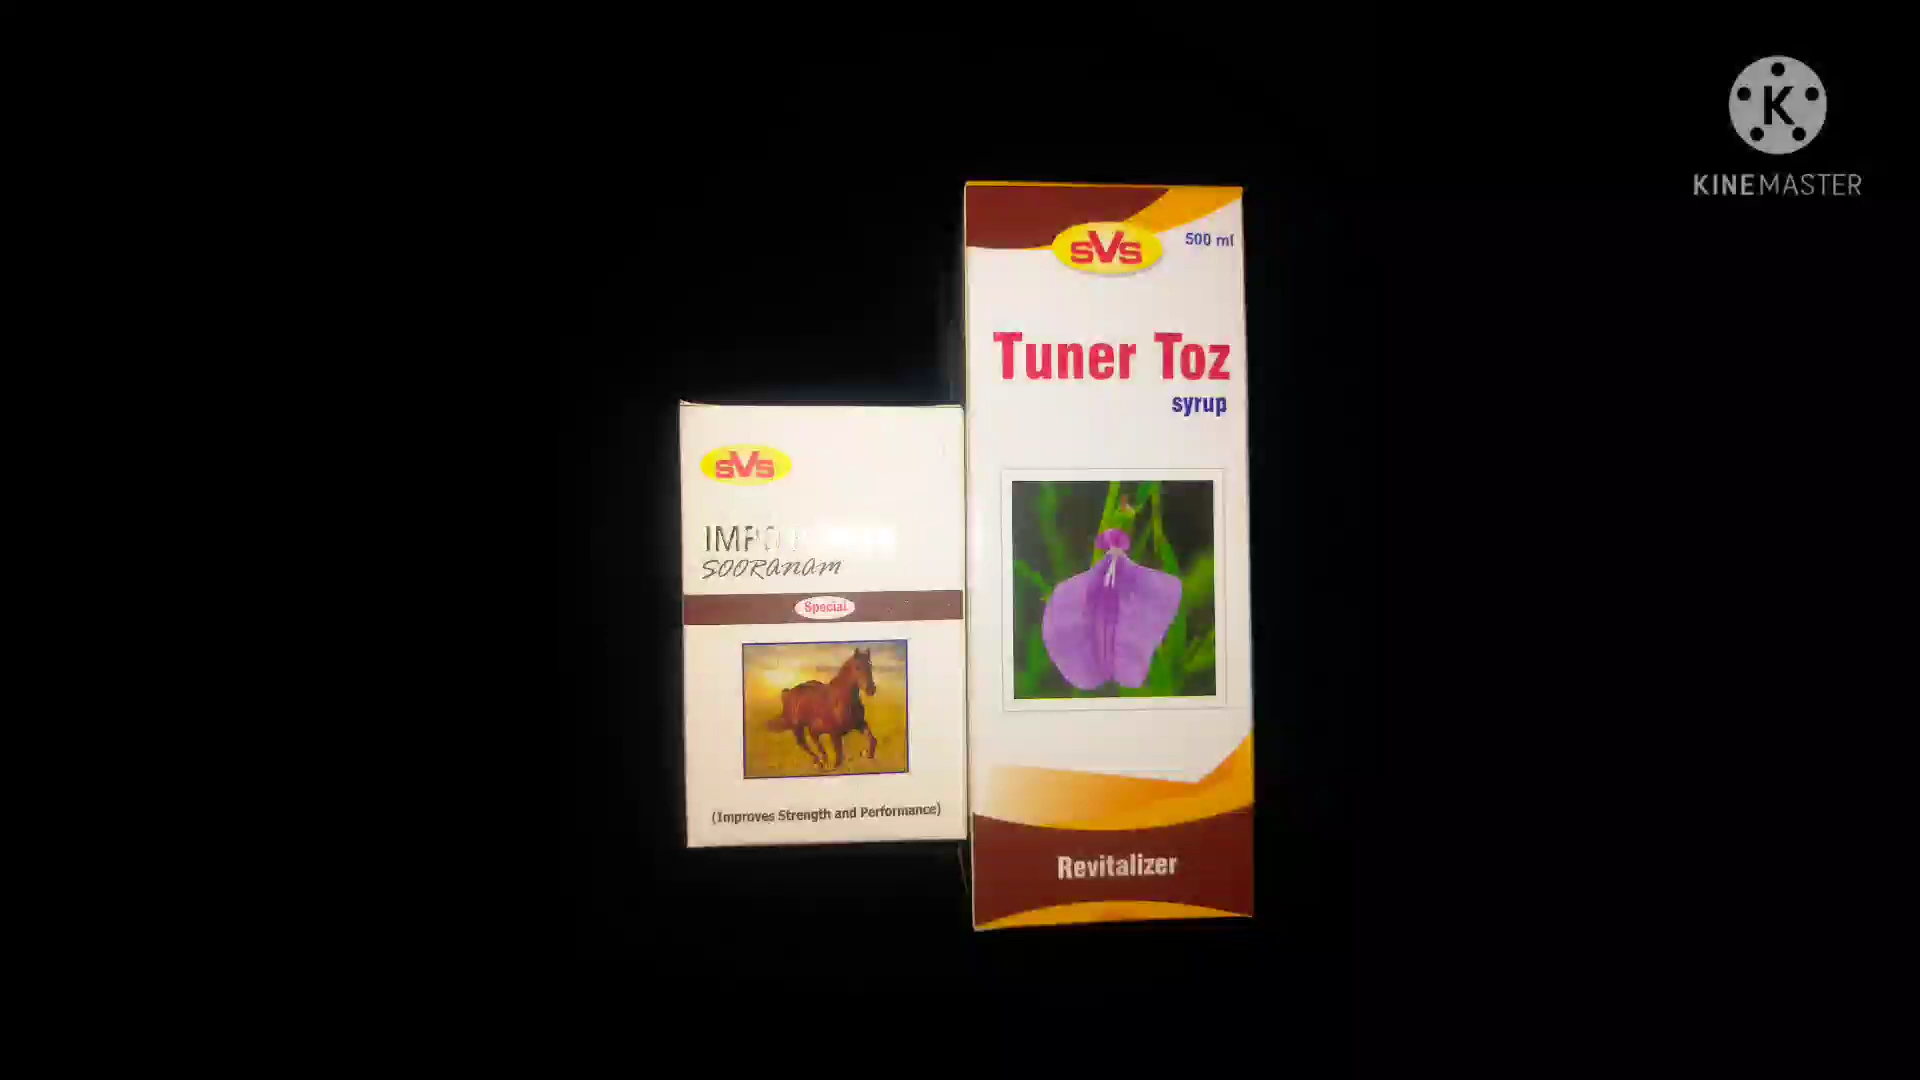 KINEMASTER
sVs
500 ml
Tuner Toz
syrup
Revitalizer
sVs
SOORanam
Special
(Improves Strength and Performance)